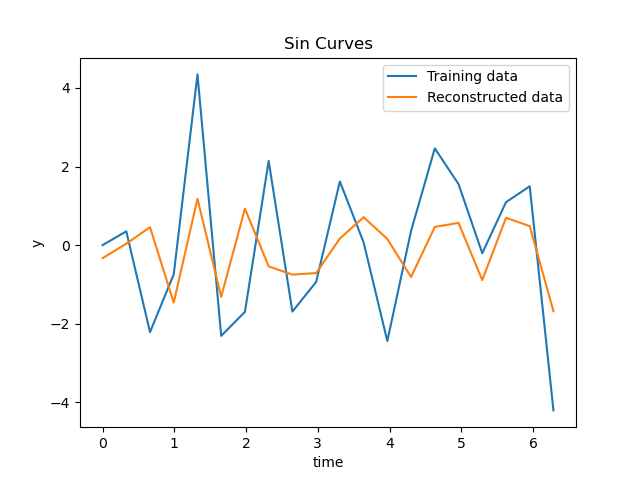 Sin Curves
Training data
Reconstructed data
4
2
0
−2
−4
y
0 1 2 3 4 5 6
time